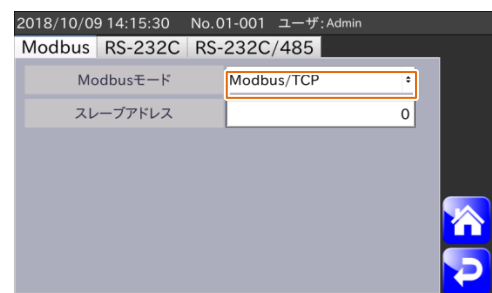 2018/10/09 14:15:30 No.01-001 ユーザ:Admin
Modbus RS-232C RS-232C/485
Modbusモード Modbus/TCP
スレーブアドレス 0